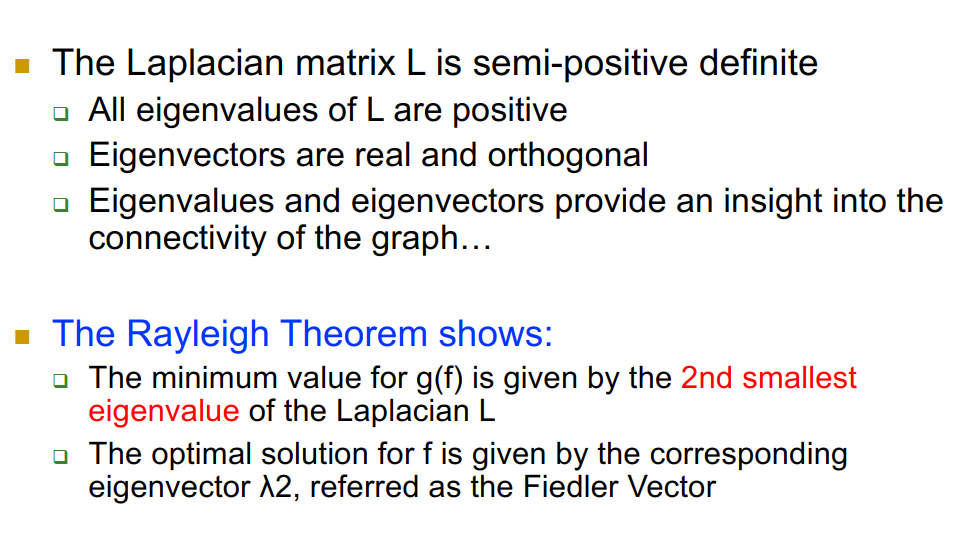 The Laplacian matrix L is semi-positive definite
All eigenvalues of L are positive
Eigenvectors are real and orthogonal
Eigenvalues and eigenvectors provide an insight into the
connectivity of the graph…
The Rayleigh Theorem shows:
The minimum value for g(f) is given by the 2nd smallest
eigenvalue of the Laplacian L
The optimal solution for f is given by the corresponding
eigenvector λ2, referred as the Fiedler Vector